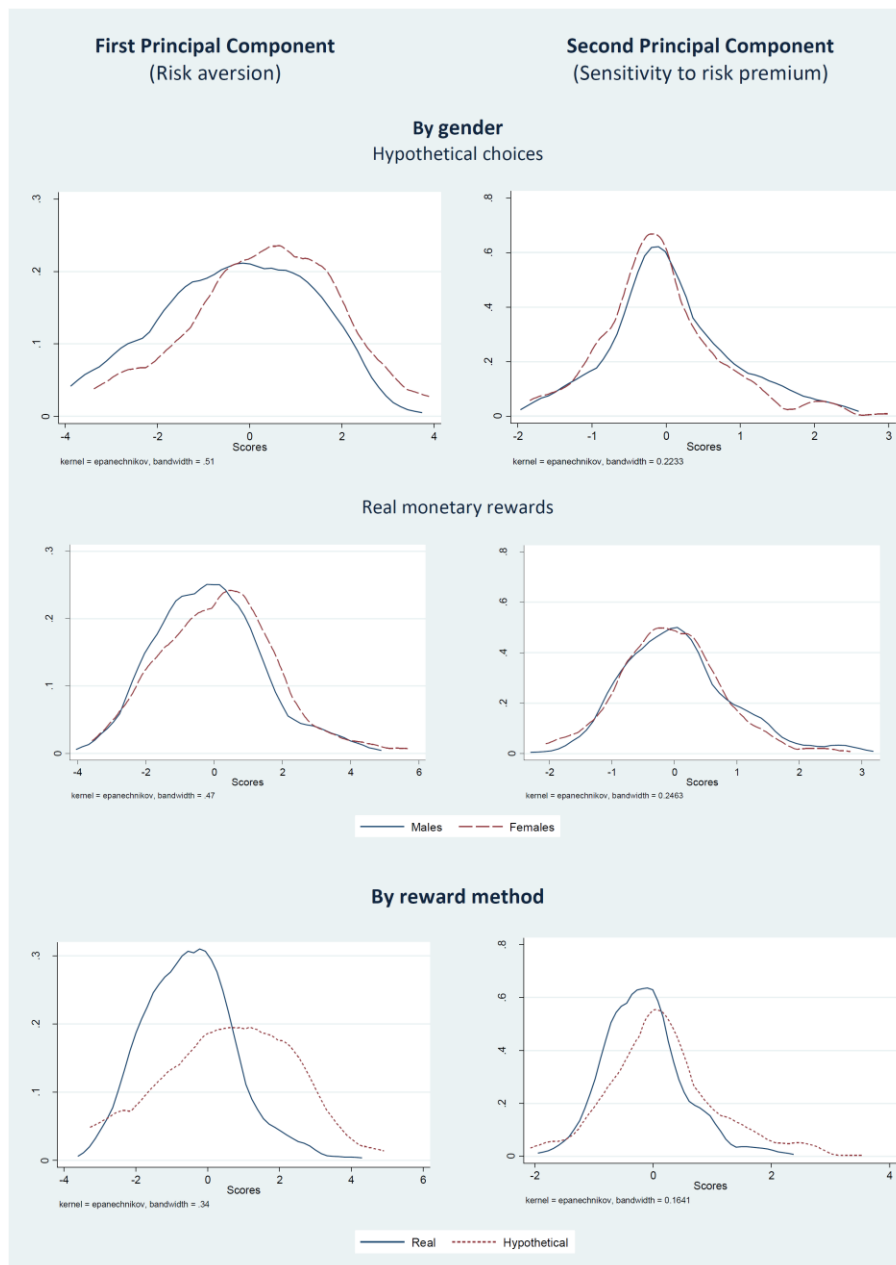 First Principal Component
(Risk aversion)
Second Principal Component
(Sensitivity to risk premium)
By gender
Hypothetical choices
.3
.2
.1
0
-4
-2
0
2
4
Scores
kernel = epanechnikov, bandwidth = .51
.8
.6
.4
.2
0
-2
-1
0
1
2
3
Scores
kernel = epanechnikov, bandwidth = 0.2233
Real monetary rewards
.3
.2
.1
0
-4
-2
0
2
4
6
Scores
kernel = epanechnikov, bandwidth = .47
.8
.6
.4
.2
0
-2
-1
0
1
2
3
Scores
kernel = epanechnikov, bandwidth = 0.2463
Males
Females
By reward method
.3
.2
.1
0
-4
-2
0
2
4
6
Scores
kernel = epanechnikov, bandwidth = .34
.8
.6
.4
.2
0
-2
0
2
4
Scores
kernel = epanechnikov, bandwidth = 0.1641
Real
Hypothetical